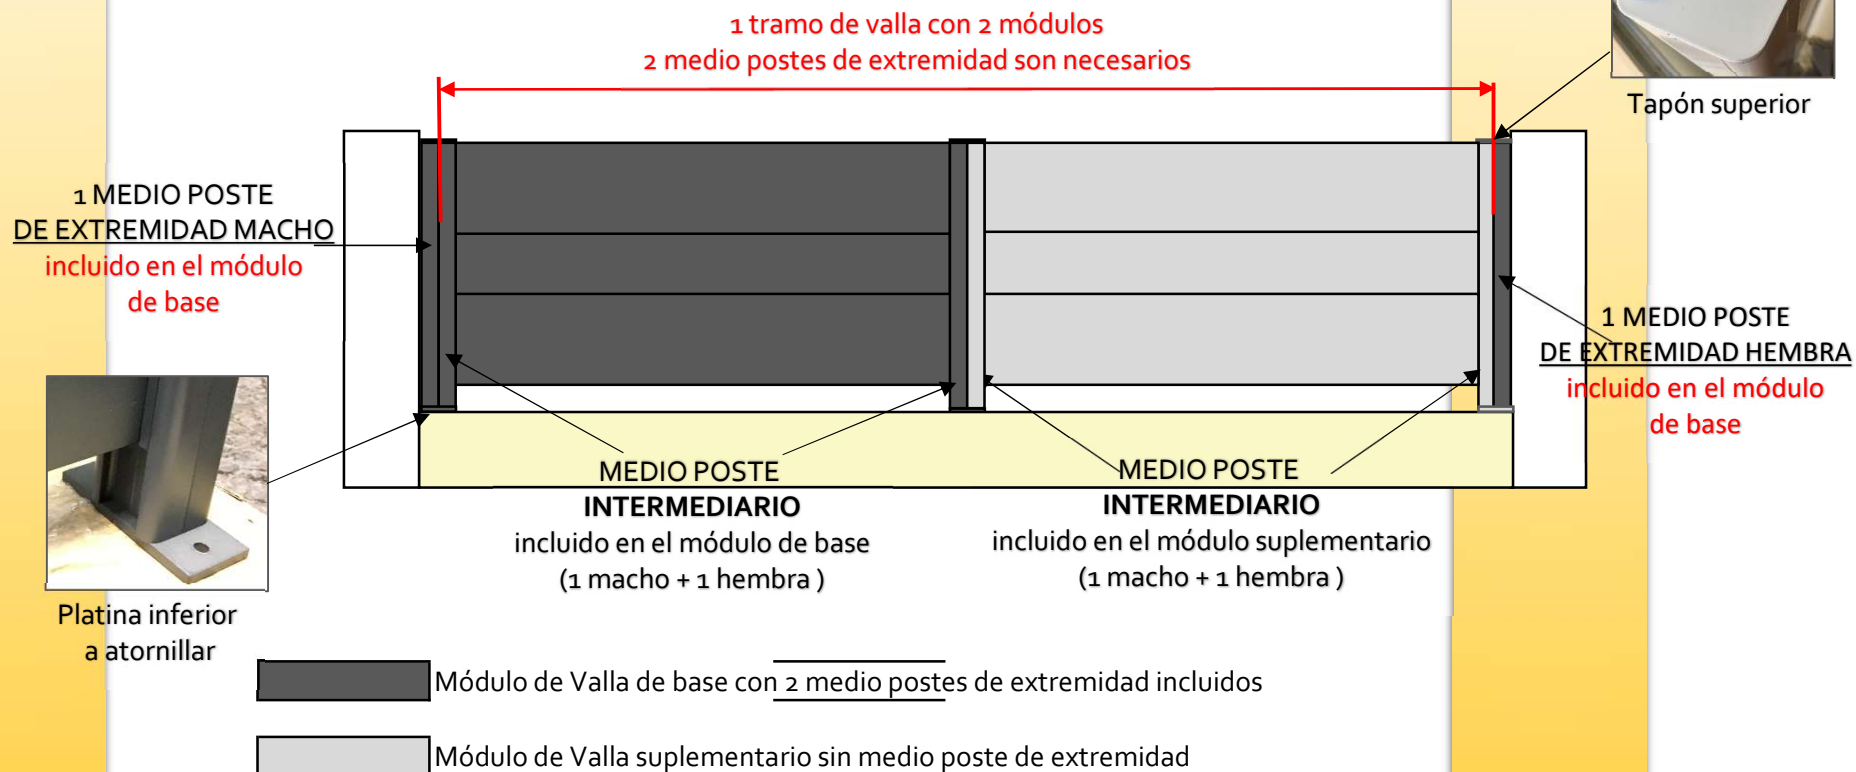 1 tramo de valla con 2 módulos
2 medio postes de extremidad son necesarios
Tapón superior
1 MEDIO POSTE
DE EXTREMIDAD MACHO
incluido en el módulo
de base
1 MEDIO POSTE
DE EXTREMIDAD HEMBRA
incluido en el módulo
de base
MEDIO POSTE
INTERMEDIARIO
incluido en el módulo de base
(1 macho + 1 hembra )
MEDIO POSTE
INTERMEDIARIO
incluido en el módulo suplementario
(1 macho + 1 hembra )
Platina inferior
a atornillar
Módulo de Valla de base con 2 medio postes de extremidad incluidos
Módulo de Valla suplementario sin medio poste de extremidad